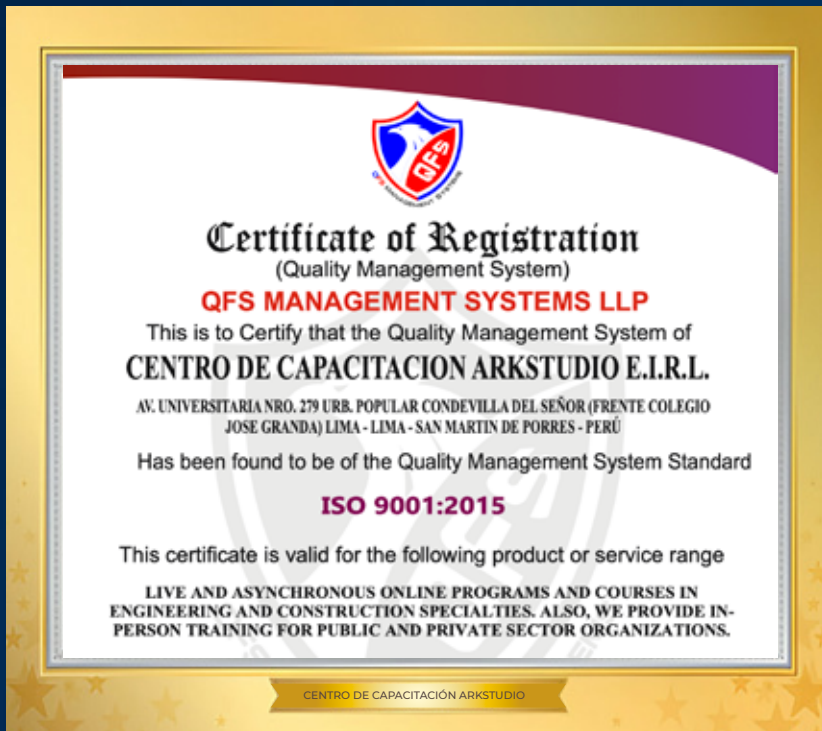 QFS
QFS MANAGEMENT SYSTEMS
Certificate of Registration
(Quality Management System)
QFS MANAGEMENT SYSTEMS LLP
This is to Certify that the Quality Management System of
CENTRO DE CAPACITACION ARKSTUDIO E.I.R.L.
AV. UNIVERSITARIA NRO. 279 URB. POPULAR CONDEVILLA DEL SEÑOR (FRENTE COLEGIO
JOSE GRANDA) LIMA - LIMA - SAN MARTIN DE PORRES - PERÚ
Has been found to be of the Quality Management System Standard
ISO 9001:2015
This certificate is valid for the following product or service range
LIVE AND ASYNCHRONOUS ONLINE PROGRAMS AND COURSES IN
ENGINEERING AND CONSTRUCTION SPECIALTIES. ALSO, WE PROVIDE IN-
PERSON TRAINING FOR PUBLIC AND PRIVATE SECTOR ORGANIZATIONS.
CENTRO DE CAPACITACIÓN ARKSTUDIO